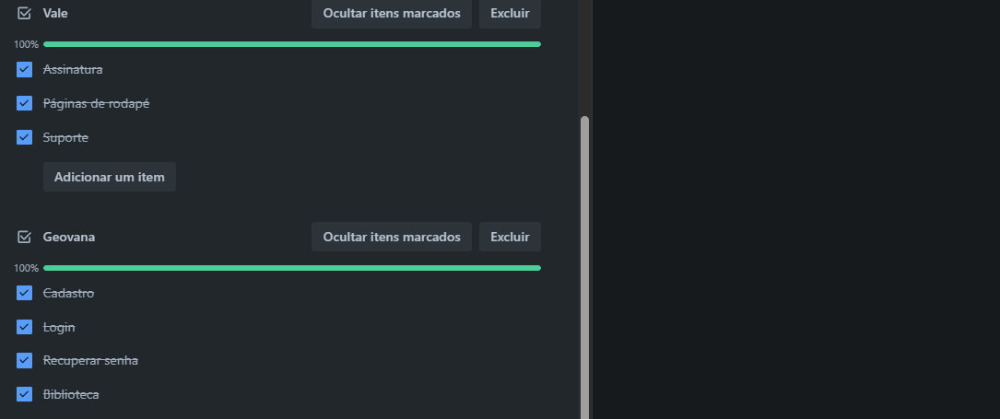 Vale Ocultar itens marcados Excluir
100%
Assinatura
Páginas de rodapé
Suporte
Adicionar um item
Geovana Ocultar itens marcados Excluir
100%
Cadastro
Login
Recuperar senha
Biblioteca